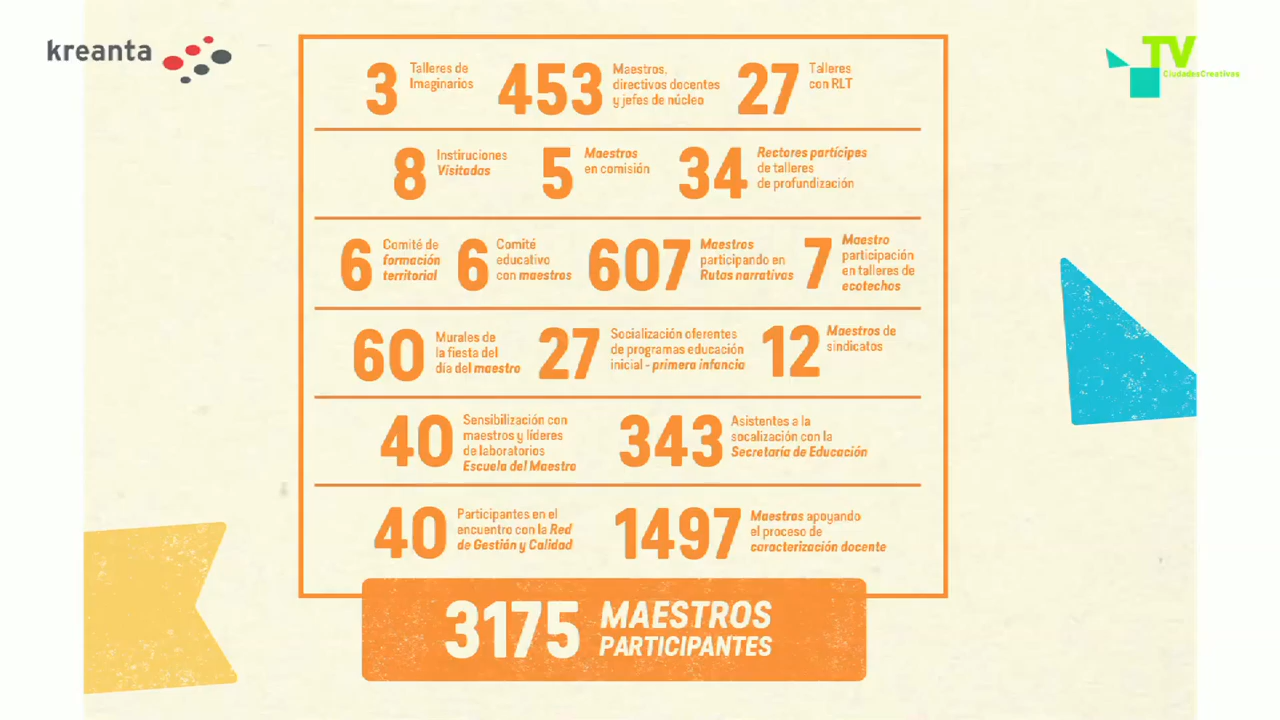 kreanta
TV
CiudadesCreativas
3 Talleres de
Imaginarios
453 Maestros,
directivos docentes
y jefes de núcleo
27 Talleres
con RLT
8 Instruciones
Visitadas
5 Maestros
en comisión
34 Rectores partícipes
de talleres
de profundización
6 Comité de
formación
territorial
6 Comité
educativo
con maestros
607 Maestros
participando en
Rutas narrativas
7 Maestro
participación
en talleres de
ecotechos
60 Murales de
la fiesta del
día del maestro
27 Socialización oferentes
de programas educación
inicial - primera infancia
12 Maestros de
sindicatos
40 Sensibilización con
maestros y líderes
de laboratorios
Escuela del Maestro
343 Asistentes a la
socalización con la
Secretaría de Educación
40 Participantes en el
encuentro con la Red
de Gestión y Calidad
1497 Maestros apoyando
el proceso de
caracterización docente
3175 MAESTROS
PARTICIPANTES